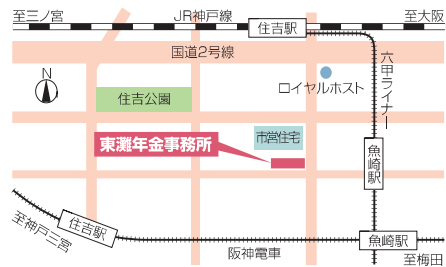 至三ノ宮
JR神戸線
住吉駅
至大阪
国道2号線
六甲ライナー
N
ロイヤルホスト
住吉公園
市営住宅
東灘年金事務所
魚崎駅
住吉駅
至神戸三宮
阪神電車
魚崎駅
至梅田